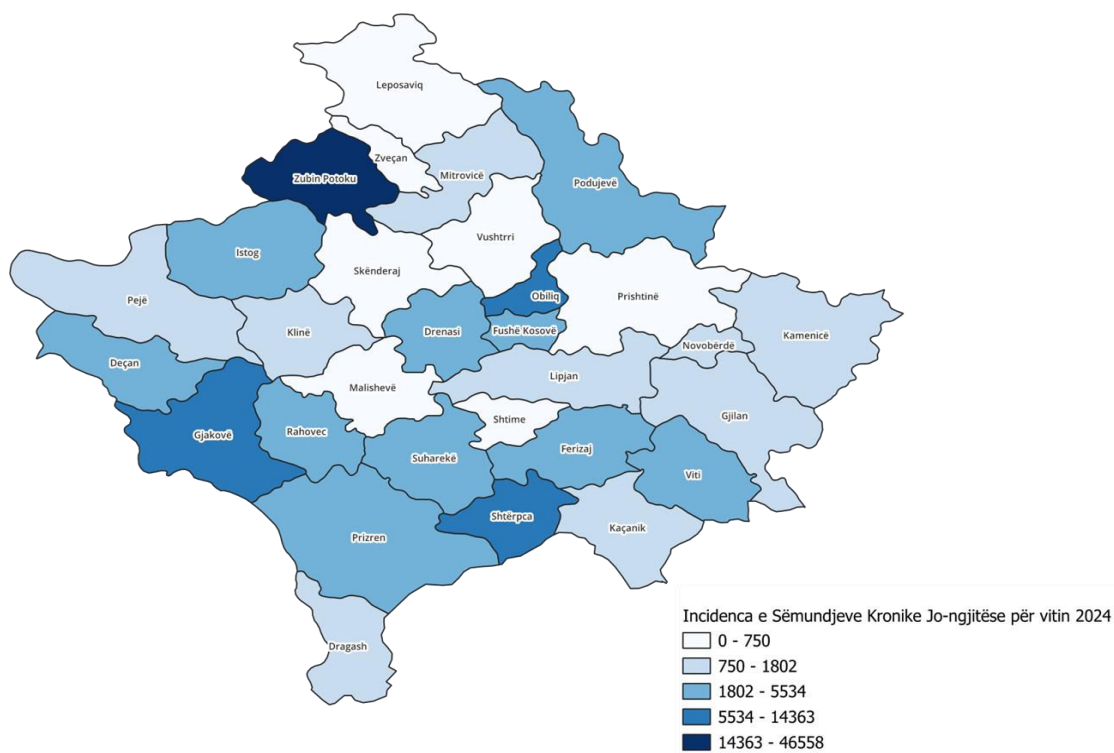 Leposaviq
Zveçan
Mitrovicë
Zubin Potoku
Podujevë
Vushtrri
Istog
Skënderaj
Obiliq
Prishtinë
Pejë
Klinë
Drenasi
Fushë Kosovë
Novobërdë
Kamenicë
Deçan
Lipjan
Malishevë
Gjilan
Shtime
Gjakovë
Rahovec
Suharekë
Ferizaj
Viti
Shtërpca
Kaçanik
Prizren
Dragash
Incidenca e Sëmundjeve Kronike Jo-ngjitëse për vitin 2024
0 - 750
750 - 1802
1802 - 5534
5534 - 14363
14363 - 46558